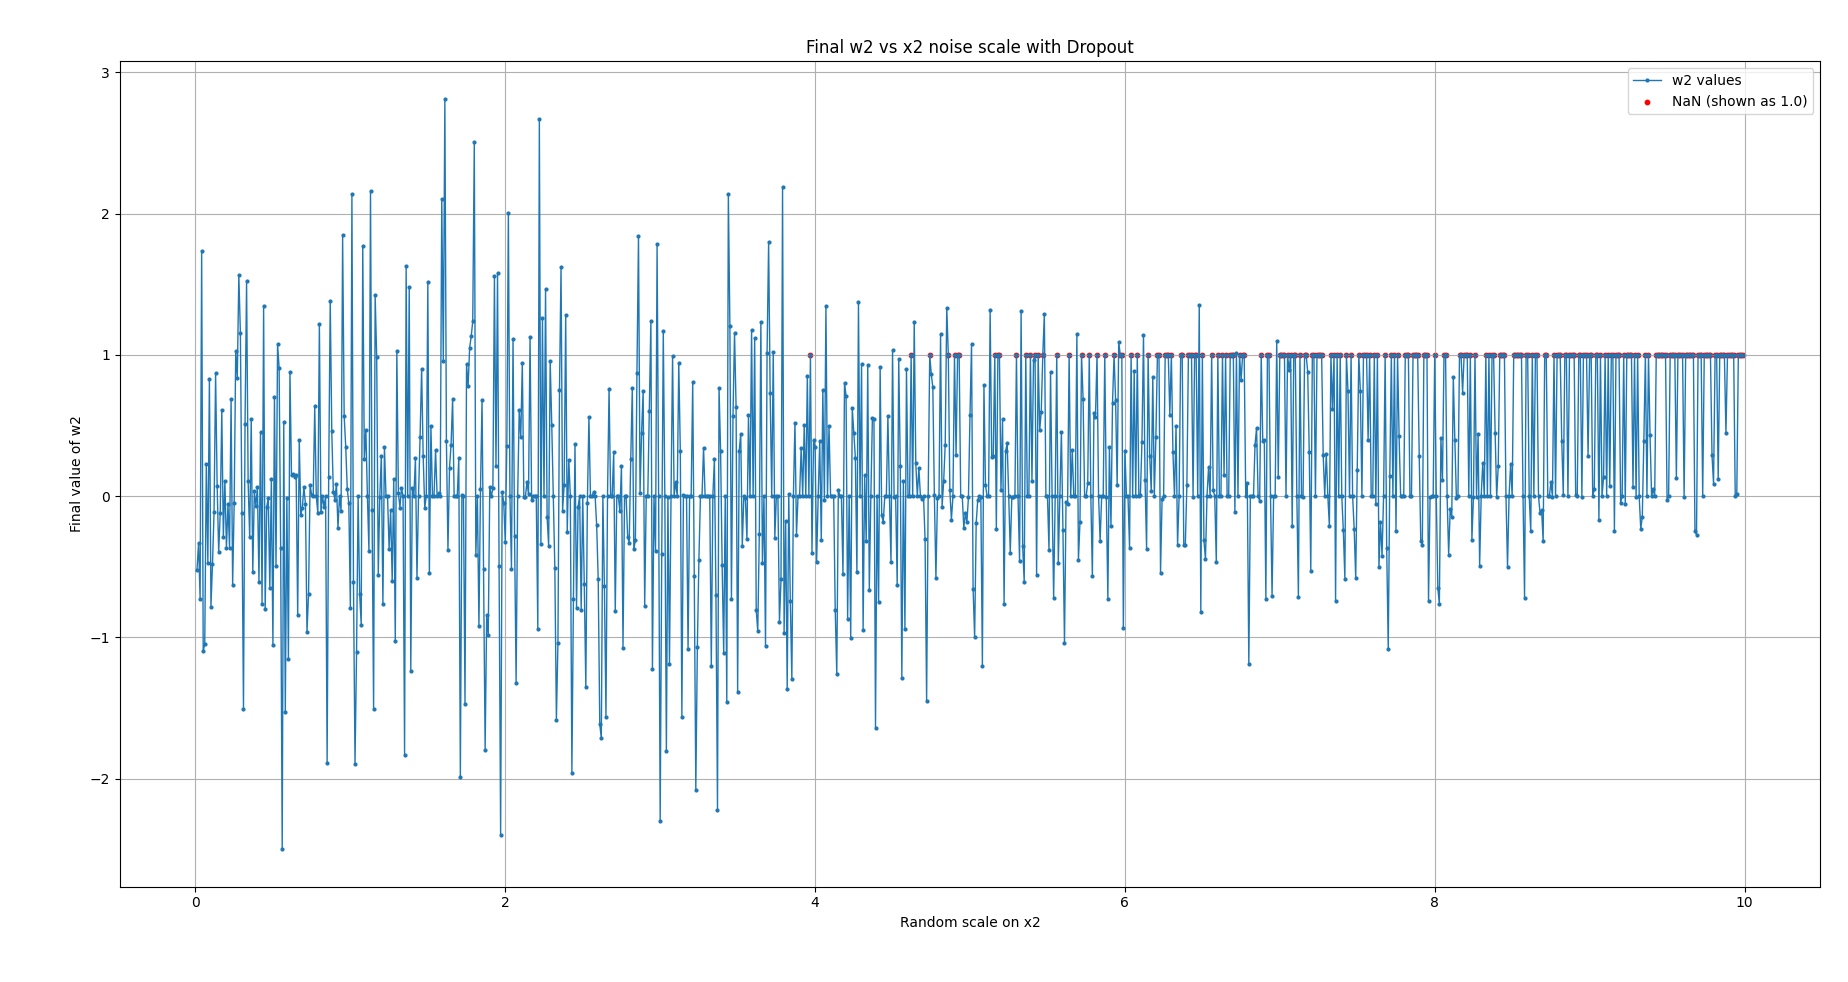 Final w2 vs x2 noise scale with Dropout
w2 values
NaN (shown as 1.0)
3
2
1
0
−1
−2
Final value of w2
0
2
4
6
8
10
Random scale on x2